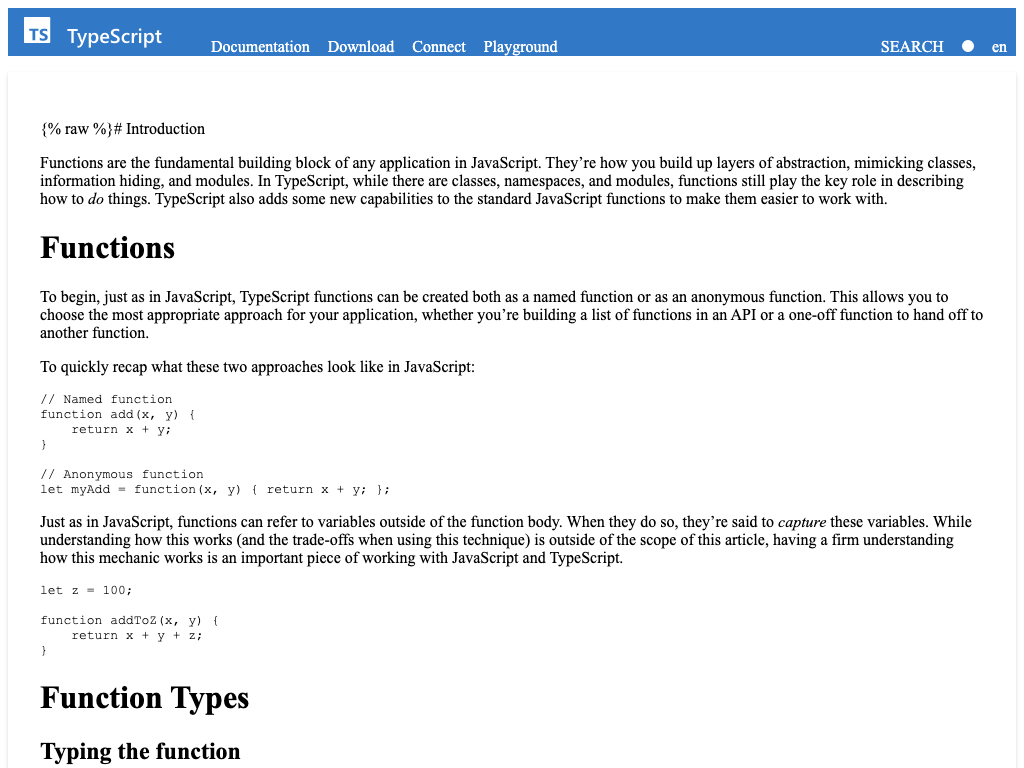 TS TypeScript Documentation Download Connect Playground SEARCH en
{% raw %}# Introduction
Functions are the fundamental building block of any application in JavaScript. They’re how you build up layers of abstraction, mimicking classes,
information hiding, and modules. In TypeScript, while there are classes, namespaces, and modules, functions still play the key role in describing
how to do things. TypeScript also adds some new capabilities to the standard JavaScript functions to make them easier to work with.
Functions
To begin, just as in JavaScript, TypeScript functions can be created both as a named function or as an anonymous function. This allows you to
choose the most appropriate approach for your application, whether you’re building a list of functions in an API or a one-off function to hand off to
another function.
To quickly recap what these two approaches look like in JavaScript:
// Named function
function add(x, y) {
    return x + y;
}
// Anonymous function
let myAdd = function(x, y) { return x + y; };
Just as in JavaScript, functions can refer to variables outside of the function body. When they do so, they’re said to capture these variables. While
understanding how this works (and the trade-offs when using this technique) is outside of the scope of this article, having a firm understanding
how this mechanic works is an important piece of working with JavaScript and TypeScript.
let z = 100;
function addToZ(x, y) {
    return x + y + z;
}
Function Types
Typing the function